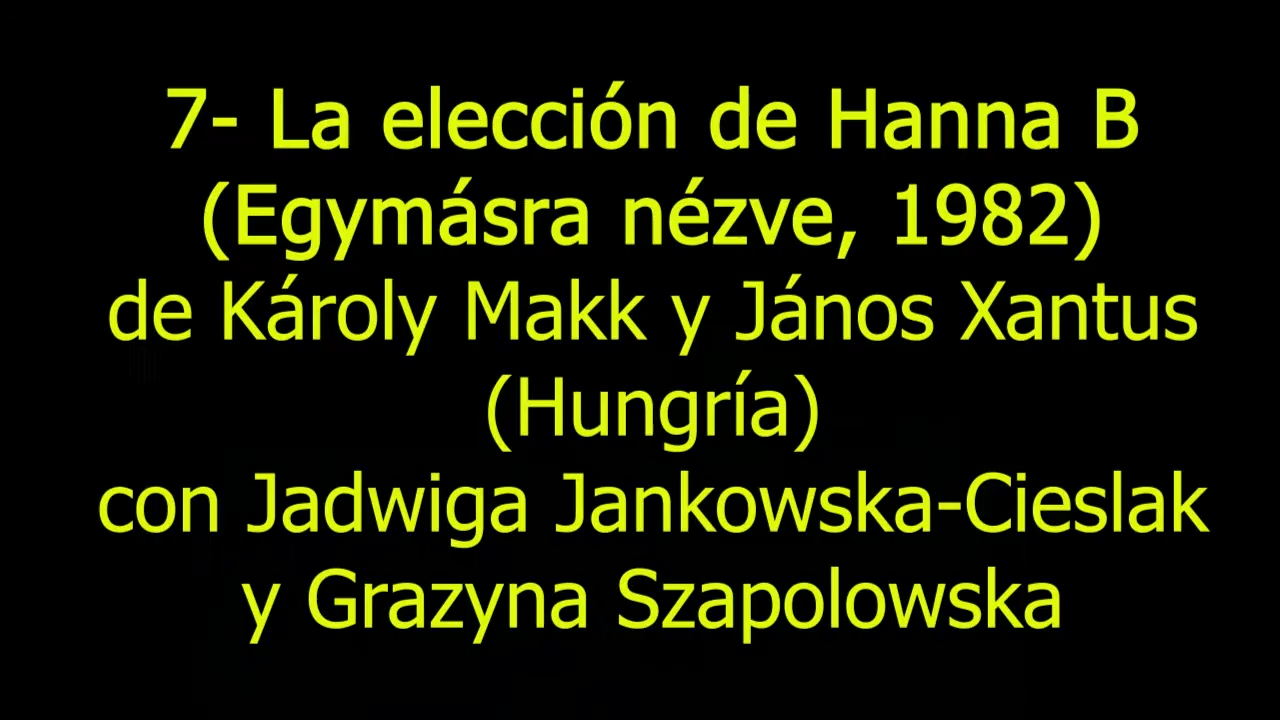 7- La elección de Hanna B
(Egymásra nézve, 1982)
de Károly Makk y János Xantus
(Hungría)
con Jadwiga Jankowska-Cieslak
y Grazyna Szapolowska